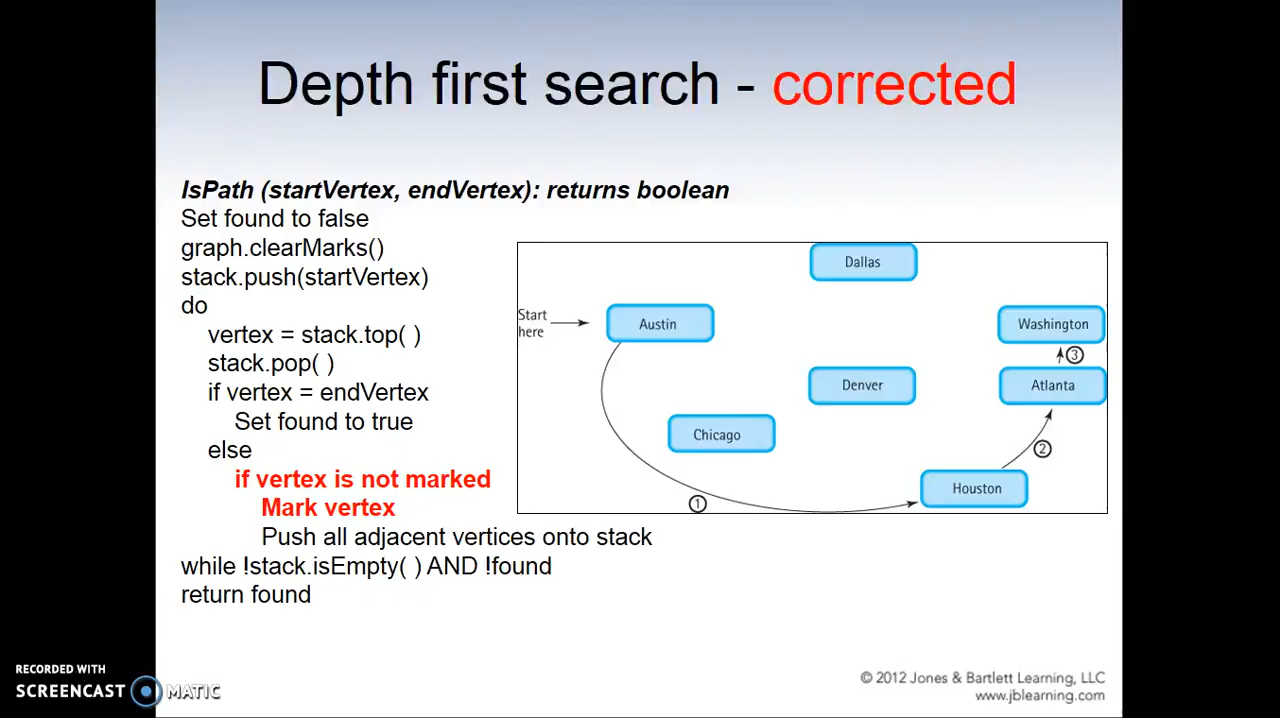 Depth first search - corrected
IsPath (startVertex, endVertex): returns boolean
Set found to false
graph.clearMarks()
stack.push(startVertex)
do
vertex = stack.top( )
stack.pop( )
if vertex = endVertex
Set found to true
else
if vertex is not marked
Mark vertex
Push all adjacent vertices onto stack
while !stack.isEmpty( ) AND !found
return found
Dallas
Start
here
Austin
Washington
3
Denver
Atlanta
Chicago
2
Houston
1
RECORDED WITH
SCREENCAST MATIC
© 2012 Jones & Bartlett Learning, LLC
www.jblearning.com